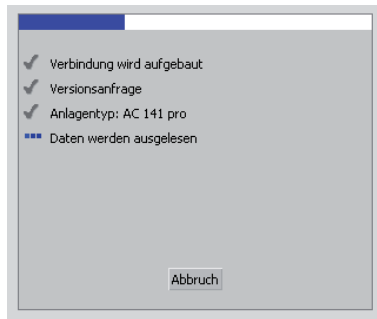 Verbindung wird aufgebaut
Versionsanfrage
Anlagentyp: AC 141 pro
Daten werden ausgelesen
Abbruch